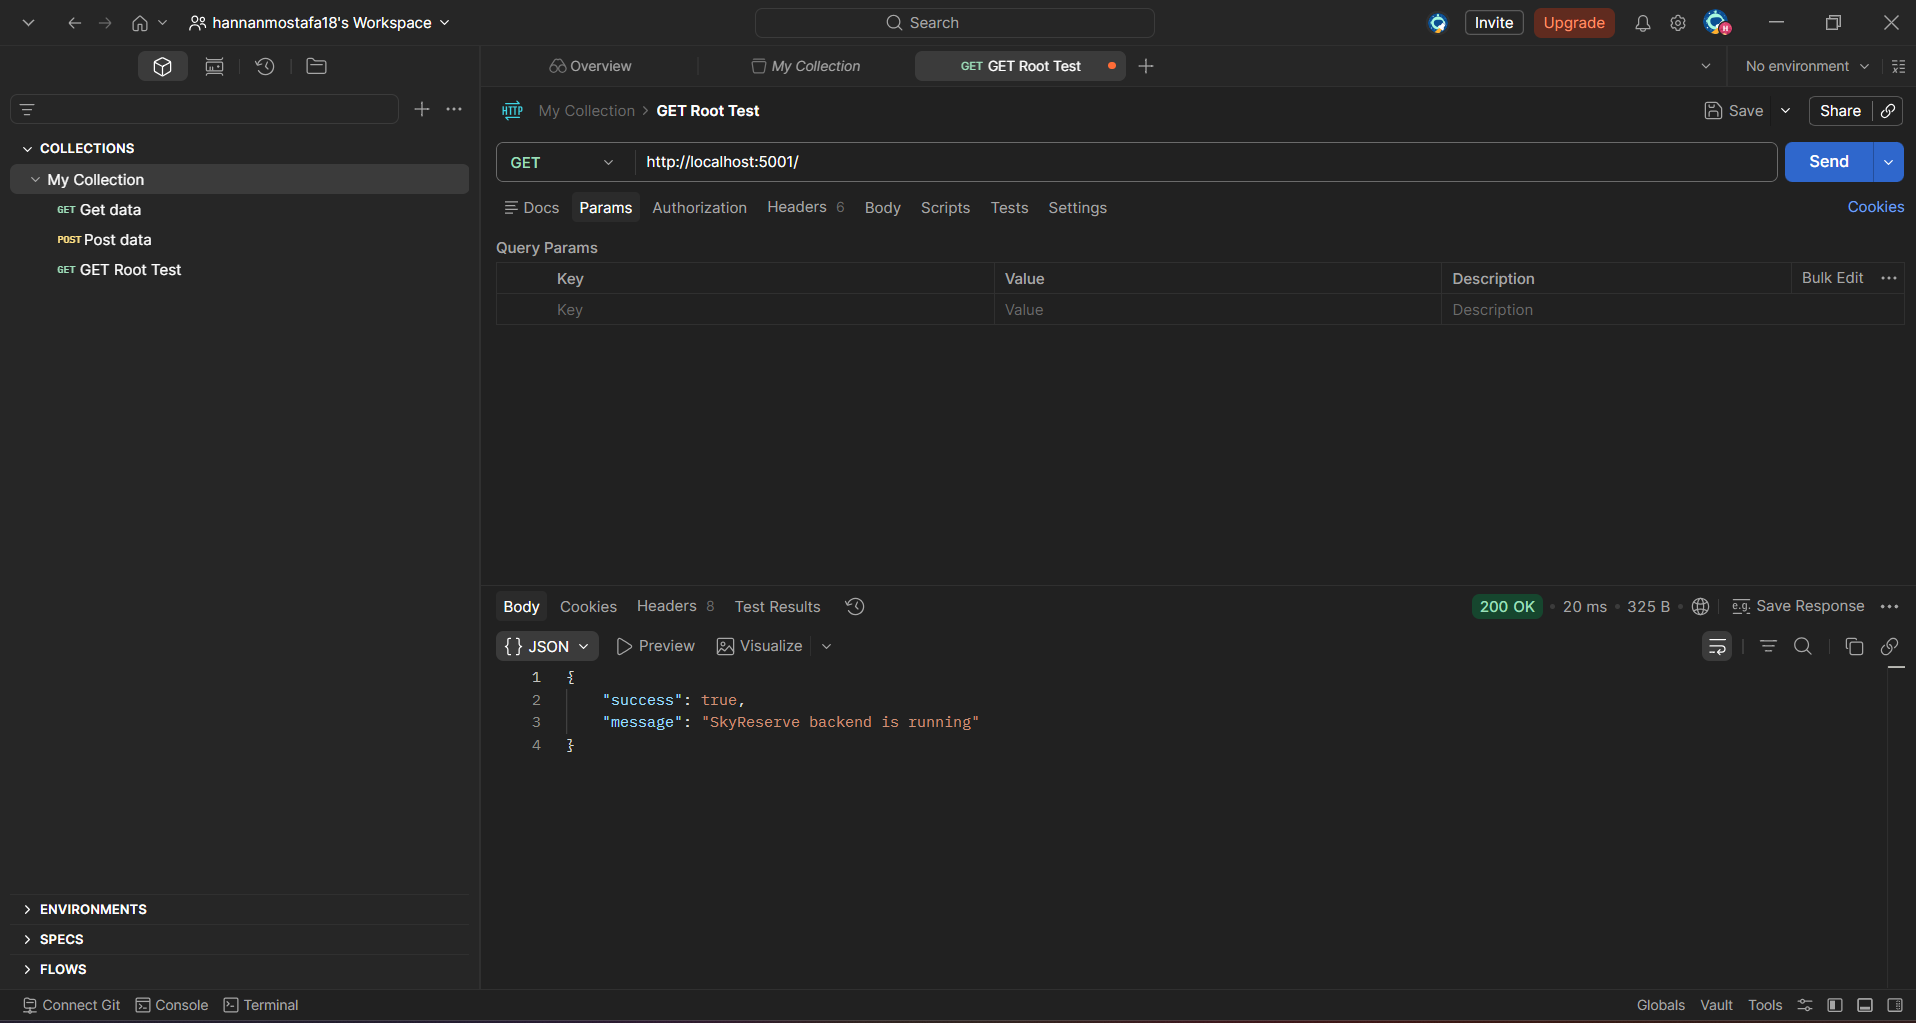 hannanmostafa18's Workspace
Search
Invite
Upgrade
H
Overview
My Collection
GET GET Root Test
No environment
HTTP My Collection > GET Root Test
Save
Share
COLLECTIONS
My Collection
GET Get data
POST Post data
GET GET Root Test
GET http://localhost:5001/
Send
Docs Params Authorization Headers 6 Body Scripts Tests Settings
Cookies
Query Params
Key Value Description Bulk Edit
Key Value Description
Body Cookies Headers 8 Test Results
200 OK • 20 ms • 325 B
e.g. Save Response
{} JSON Preview Visualize
1 {
2 "success": true,
3 "message": "SkyReserve backend is running"
4 }
ENVIRONMENTS
SPECS
FLOWS
Connect Git Console Terminal
Globals Vault Tools